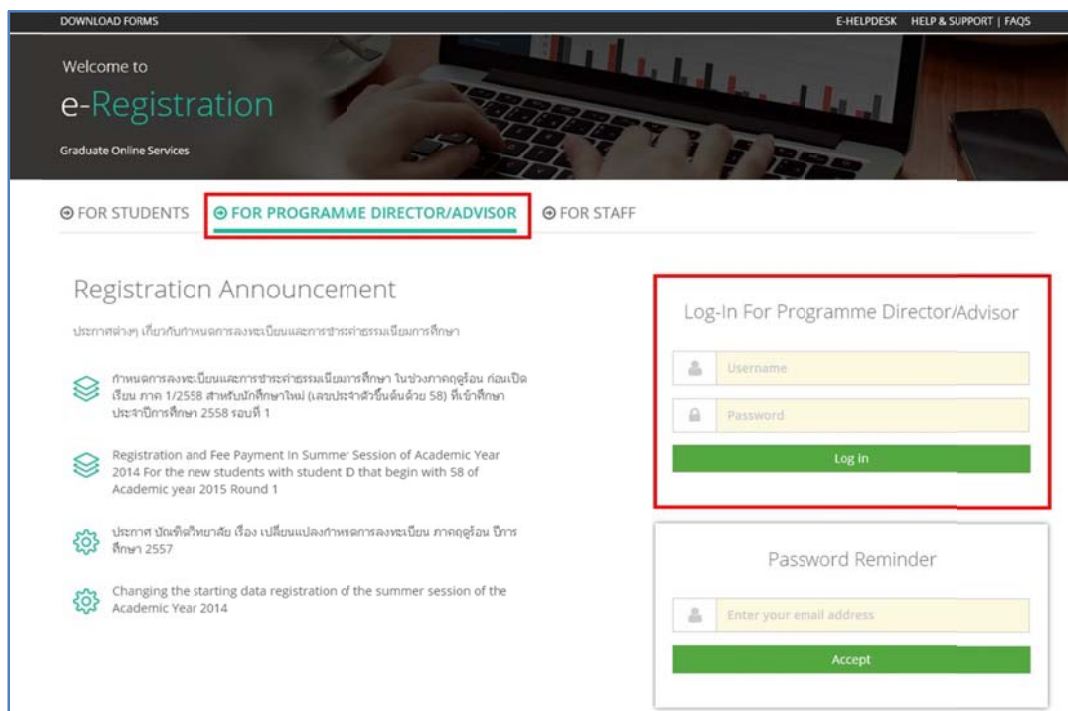 DOWNLOAD FORMS
E-HELPDESK HELP & SUPPORT | FAQS
Welcome to
e-Registration
Graduate Online Services
FOR STUDENTS
FOR PROGRAMME DIRECTOR/ADVISOR
FOR STAFF
Registration Announcement
ประกาศต่างๆ เกี่ยวกับกำหนดการลงทะเบียนและการชำระค่าธรรมเนียมการศึกษา
กำหนดการลงทะเบียนและการชำระค่าธรรมเนียมการศึกษา ในช่วงภาคฤดูร้อน ก่อนเปิด
เรียน ภาค 1/2558 สำหรับนักศึกษาใหม่ (เลขประจำตัวขึ้นต้นด้วย 58) ที่เข้าศึกษา
ประจำปีการศึกษา 2558 รอบที่ 1
Registration and Fee Payment In Summer Session of Academic Year
2014 For the new students with student D that begin with 58 of
Academic year 2015 Round 1
ประกาศ บัณฑิตวิทยาลัย เรื่อง เปลี่ยนแปลงกำหนดการลงทะเบียน ภาคฤดูร้อน ปีการ
ศึกษา 2557
Changing the starting data registration of the summer session of the
Academic Year 2014
Log-In For Programme Director/Advisor
Username
Password
Log in
Password Reminder
Enter your email address
Accept